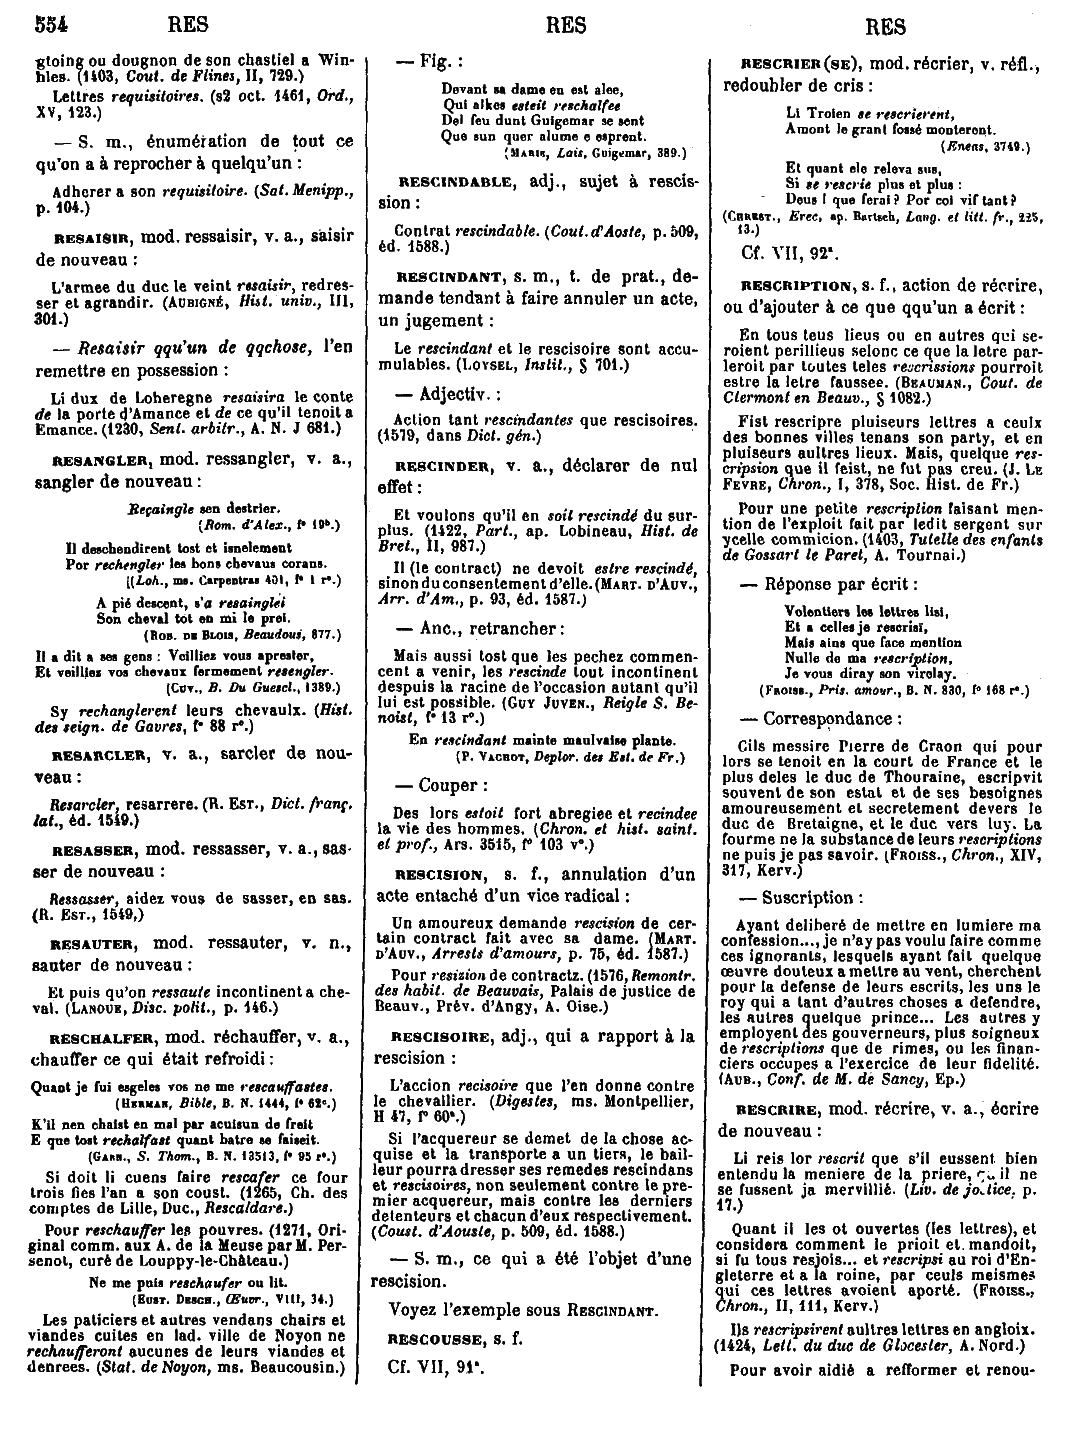 554 RES RES RES
gtoing ou dougnon de son chastiel a Win-
hles. (1403, Cout. de Flines, II, 729.)
Lettres requisitoires. (s2 oct. 1461, Ord.,
XV, 123.)
— S. m., énumération de tout ce
qu'on a à reprocher à quelqu'un :
Adherer a son requisitoire. (Sat. Menipp.,
p. 104.)
RESAISIR, mod. ressaisir, v. a., saisir
de nouveau :
L'armee du duc le veint resaisir, redres-
ser et agrandir. (AUBIGNÉ, Hist. univ., III,
301.)
— Resaisir qqu'un de qqchose, l'en
remettre en possession :
Li dux de Loheregne resaisira le conte
de la porte d'Amance et de ce qu'il tenoit a
Emance. (1230, Sent. arbitr., A. N. J 681.)
RESANGLER, mod. ressangler, v. a.,
sangler de nouveau :
Reçaingle sen destrier.
(Rom. d'Alex., f° 19b.)
Il deschendirent tost et isnelement
Por rechengler les bons chevaus corans.
[(Loh., ms. Carpentras 401, f° 1 r°.)
A pié descent, s'a resainglei
Son cheval tot en mi le prei.
(ROB. DE BLOIS, Beaudous, 877.)
Il a dit a ses gens : Veilliez vous aprester,
Et veillies vos chevaux fermement resengler.
(CUV., B. Du Guescl., 1389.)
Sy rechanglerent leurs chevaulx. (Hist.
des seign. de Gavres, f° 88 r°.)
RESARCLER, v. a., sarcler de nou-
veau :
Resarcler, resarrere. (R. EST., Dict. franç.
lat., éd. 1549.)
RESASSER, mod. ressasser, v. a., sas-
ser de nouveau :
Ressasser, aidez vous de sasser, en sas.
(R. EST., 1549,)
RESAUTER, mod. ressauter, v. n.,
sauter de nouveau :
Et puis qu'on ressaute incontinent a che-
val. (LANOUE, Disc. polit., p. 146.)
RESCHALFER, mod. réchauffer, v. a.,
chauffer ce qui était refroidi :
Quant je fui esgeles vos ne me rescauffastes.
(HERMAN, Bible, B. N. 1444, f° 62c.)
K'il nen chaist en mal par acuisun de freit
E que tost rechalfast quant batre se faiseit.
(GARN., S. Thom., B. N. 13513, f° 95 r°.)
Si doit li cuens faire rescafer ce four
trois fies l'an a son coust. (1265, Ch. des
comptes de Lille, Duc., Rescaldare.)
Pour reschauffer les pouvres. (1271, Ori-
ginal comm. aux A. de la Meuse par M. Per-
senot, curé de Louppy-le-Château.)
Ne me puis reschaufer ou lit.
(EUST. DESCH., Œuvr., VIII, 34.)
Les paticiers et autres vendans chairs et
viandes cuites en lad. ville de Noyon ne
rechaufferont aucunes de leurs viandes et
denrees. (Stat. de Noyon, ms. Beaucousin.)
— Fig. :
Devant sa dame en est alee,
Qui alkes esteit reschalfee
Del feu dunt Guigemar se sent
Que sun quer alume e esprent.
(MARIE, Lais, Guigemar, 389.)
RESCINDABLE, adj., sujet à rescis-
sion :
Contrat rescindable. (Cout. d'Aoste, p. 509,
éd. 1588.)
RESCINDANT, s. m., t. de prat., de-
mande tendant à faire annuler un acte,
un jugement :
Le rescindant et le rescisoire sont accu-
mulables. (LOYSEL, Instit., § 701.)
— Adjectiv. :
Action tant rescindantes que rescisoires.
(1579, dans Dict. gén.)
RESCINDER, v. a., déclarer de nul
effet :
Et voulons qu'il en soil rescindé du sur-
plus. (1422, Part., ap. Lobineau, Hist. de
Bret., II, 987.)
Il (le contract) ne devoit estre rescindé,
sinon du consentement d'elle. (MART. D'AUV.,
Arr. d'Am., p. 93, éd. 1587.)
— Anc., retrancher :
Mais aussi tost que les pechez commen-
cent a venir, les rescinde tout incontinent
despuis la racine de l'occasion autant qu'il
lui est possible. (GUY JUVEN., Reigle S. Be-
noist, f° 13 r°.)
En rescindant mainte maulvaise plante.
(P. VACHOT, Deplor. des Est. de Fr.)
— Couper :
Des lors estoit fort abregiee et recindee
la vie des hommes. (Chron. et hist. saint.
et prof., Ars. 3515, f° 103 v°.)
RESCISION, s. f., annulation d'un
acte entaché d'un vice radical :
Un amoureux demande rescision de cer-
tain contract fait avec sa dame. (MART.
D'AUV., Arrests d'amours, p. 75, éd. 1587.)
Pour resizion de contractz. (1576, Remontr.
des habit. de Beauvais, Palais de justice de
Beauv., Prév. d'Angy, A. Oise.)
RESCISOIRE, adj., qui a rapport à la
rescision :
L'accion recisoire que l'en donne contre
le chevallier. (Digestes, ms. Montpellier,
H 47, f° 60a.)
Si l'acquereur se demet de la chose ac-
quise et la transporte a un tiers, le bail-
leur pourra dresser ses remedes rescindans
et rescisoires, non seulement contre le pre-
mier acquereur, mais contre les derniers
detenteurs et chacun d'eux respectivement.
(Coust. d'Aouste, p. 509, éd. 1588.)
— S. m., ce qui a été l'objet d'une
rescision.
Voyez l'exemple sous RESCINDANT.
RESCOUSSE, s. f.
Cf. VII, 91a.
RESCRIER (SE), mod. récrier, v. réfl.,
redoubler de cris :
Li Troien se rescrierent,
Amont le grant fossé monterent.
(Eneas, 3749.)
Et quant ele releva sus,
Si se rescrie plus et plus :
Deus ! que ferai? Por coi vif tant?
(CHREST., Erec, ap. Bartsch, Lang. et litt. fr., 225,
13.)
Cf. VII, 92a.
RESCRIPTION, s. f., action de récrire,
ou d'ajouter à ce que qqu'un a écrit :
En tous teus lieus ou en autres qui se-
roient perillieus selonc ce que la letre par-
leroit par toutes teles rescrissions pourroit
estre la letre faussee. (BEAUMAN., Cout. de
Clermont en Beauv., § 1082.)
Fist rescripre pluiseurs lettres a ceulx
des bonnes villes tenans son party, et en
pluiseurs aultres lieux. Mais, quelque res-
cripsion que il feist, ne fut pas creu. (J. LE
FEVRE, Chron., I, 378, Soc. Hist. de Fr.)
Pour une petite rescription faisant men-
tion de l'exploit fait par ledit sergent sur
ycelle commicion. (1403, Tutelle des enfants
de Gossart le Parel, A. Tournai.)
— Réponse par écrit :
Volentiers les lettres lisi,
Et a celles je rescrisi,
Mais ains que face mention
Nulle de ma rescription,
Je vous diray son virolay.
(FROISS., Pris. amour., B. N. 830, f° 168 r°.)
— Correspondance :
Cils messire Pierre de Craon qui pour
lors se tenoit en la court de France et le
plus deles le duc de Thouraine, escripvit
souvent de son estat et de ses besoignes
amoureusement et secretement devers le
duc de Bretaigne, et le duc vers luy. La
fourme ne la substance de leurs rescriptions
ne puis je pas savoir. (FROISS., Chron., XIV,
317, Kerv.)
— Suscription :
Ayant deliberé de mettre en lumiere ma
confession..., je n'ay pas voulu faire comme
ces ignorants, lesquels ayant fait quelque
œuvre douteux a mettre au vent, cherchent
pour la defense de leurs escrits, les uns le
roy qui a tant d'autres choses a defendre,
les autres quelque prince... Les autres y
employent des gouverneurs, plus soigneux
de rescriptions que de rimes, ou les finan-
ciers occupes a l'exercice de leur fidelité.
(AUB., Conf. de M. de Sancy, Ep.)
RESCRIRE, mod. récrire, v. a., écrire
de nouveau :
Li reis lor rescrit que s'il eussent bien
entendu la meniere de la priere, il ne
se fussent ja mervillié. (Liv. de jostice, p.
17.)
Quant il les ot ouvertes (les lettres), et
considera comment le prioit et mandoit,
si fu tous resjois... et rescripsi au roi d'En-
gleterre et a la roine, par ceuls meismes
qui ces lettres avoient aporté. (FROISS.,
Chron., II, 111, Kerv.)
Ils rescripsirent aultres lettres en anglois.
(1424, Lett. du duc de Glocester, A. Nord.)
Pour avoir aidié a refformer et renou-